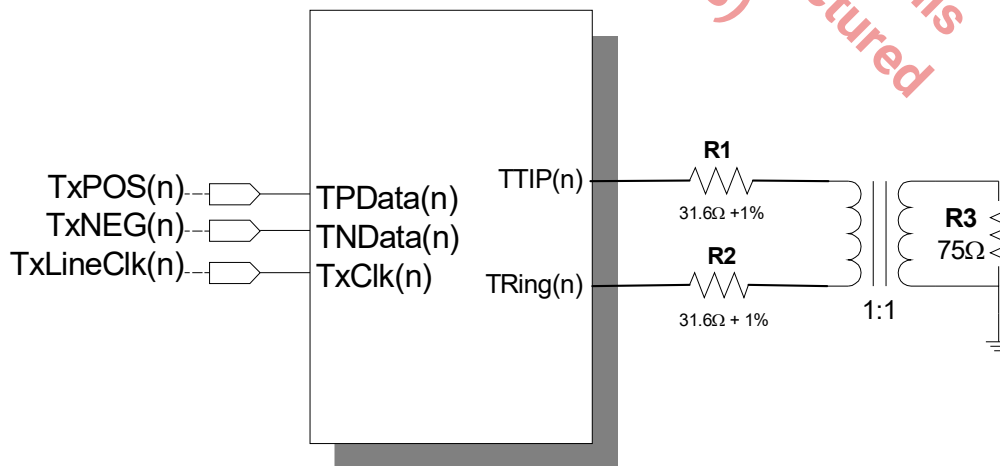 TxPOS(n)
TxNEG(n)
TxLineClk(n)
TPData(n)
TNData(n)
TxClk(n)
TTIP(n)
TRing(n)
R1
31.6Ω +1%
R2
31.6Ω + 1%
1:1
R3
75Ω